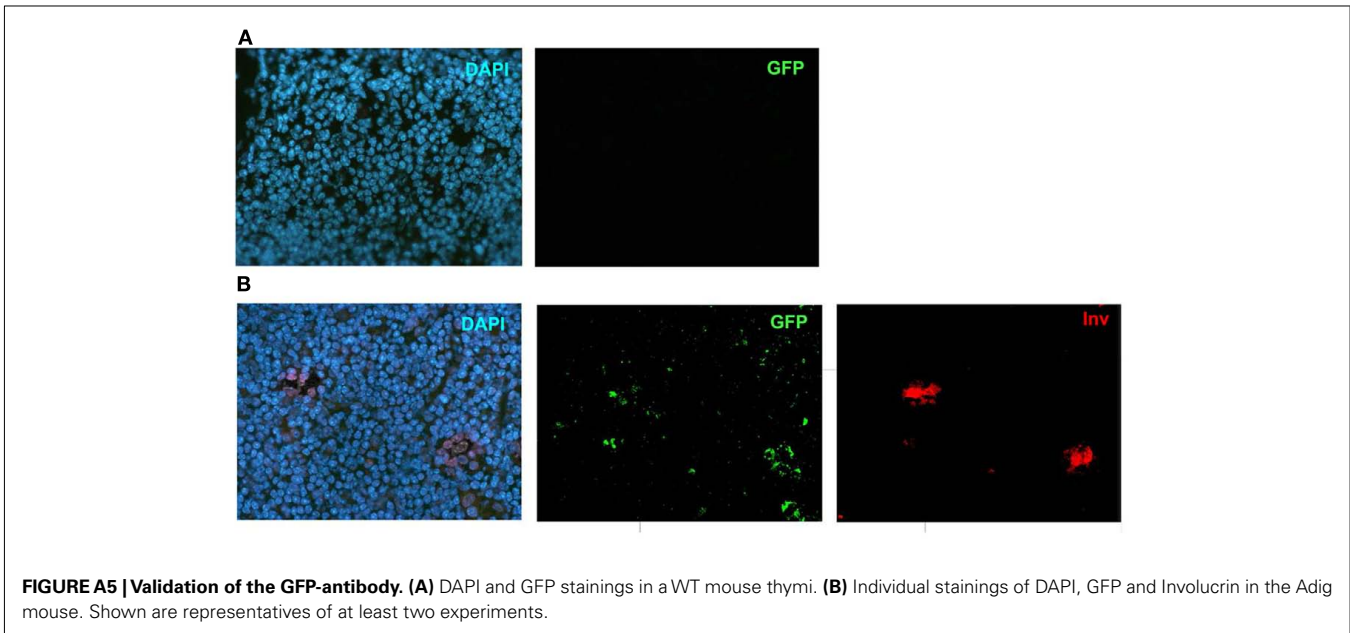 A
DAPI
GFP
B
DAPI
GFP
Inv
FIGURE A5 | Validation of the GFP-antibody. (A) DAPI and GFP stainings in a WT mouse thymi. (B) Individual stainings of DAPI, GFP and Involucrin in the Adig
mouse. Shown are representatives of at least two experiments.